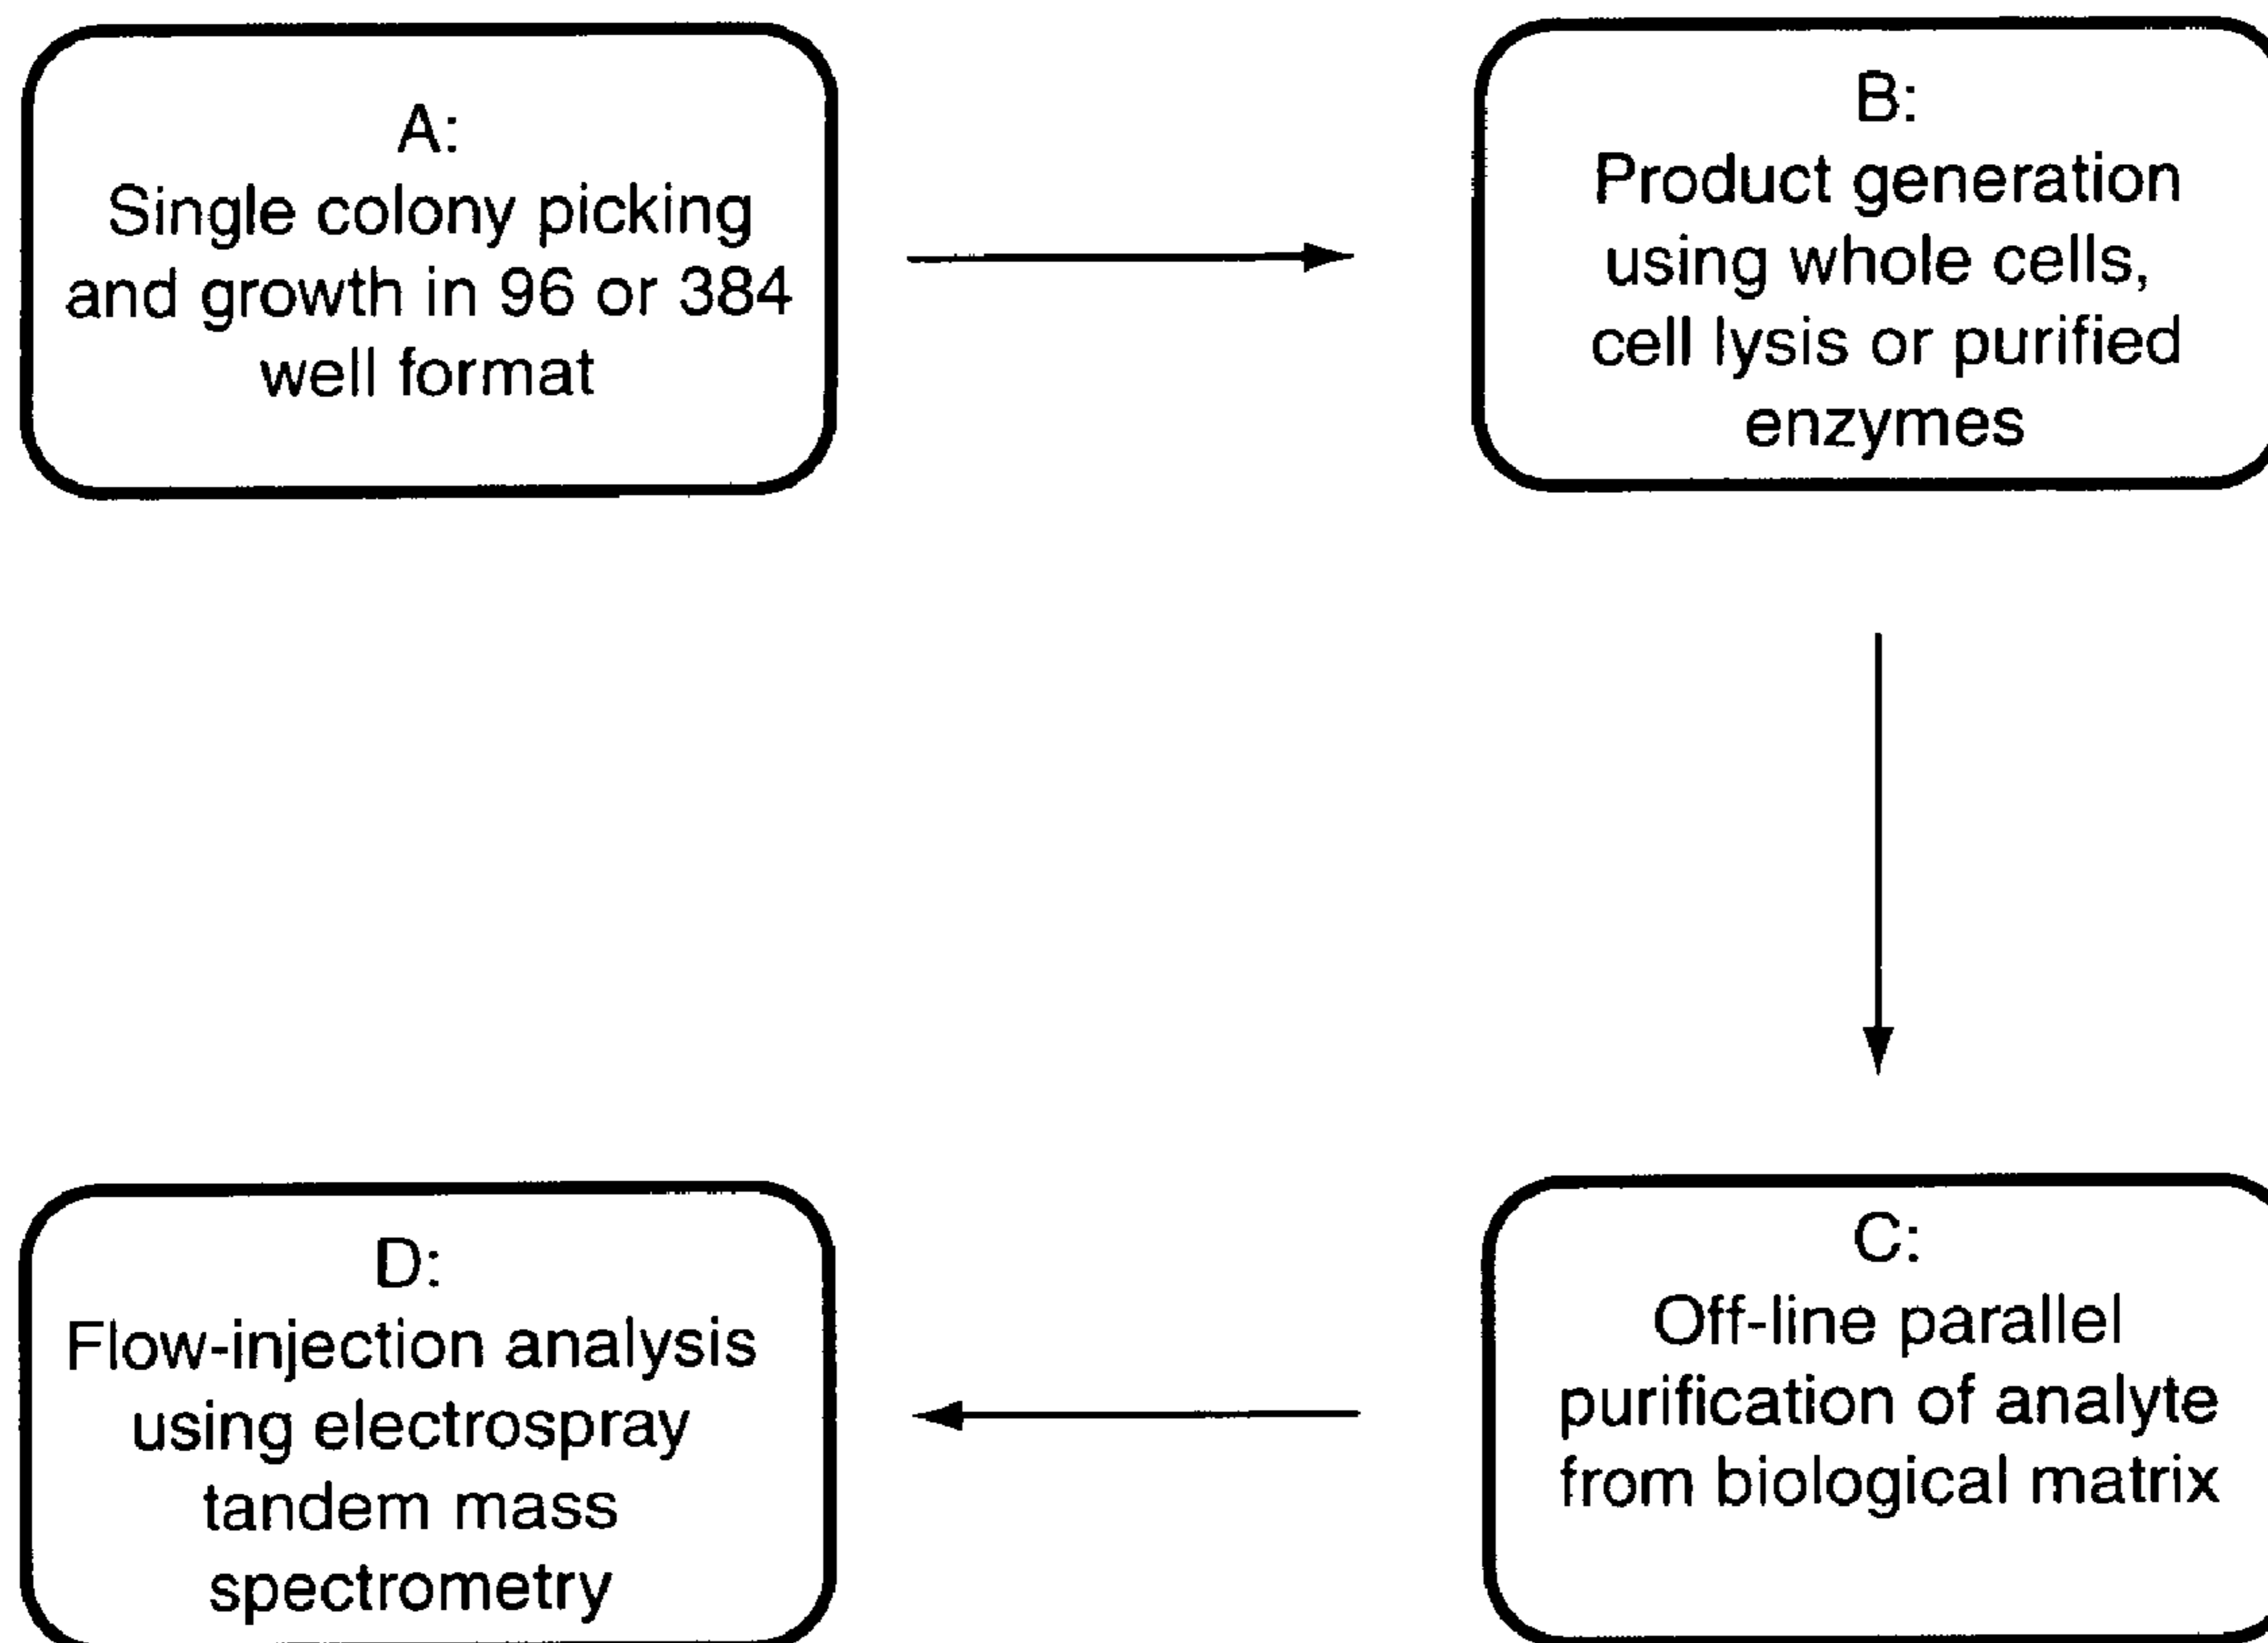 A:
Single colony picking
and growth in 96 or 384
well format
B:
Product generation
using whole cells,
cell lysis or purified
enzymes
C:
Off-line parallel
purification of analyte
from biological matrix
D:
Flow-injection analysis
using electrospray
tandem mass
spectrometry